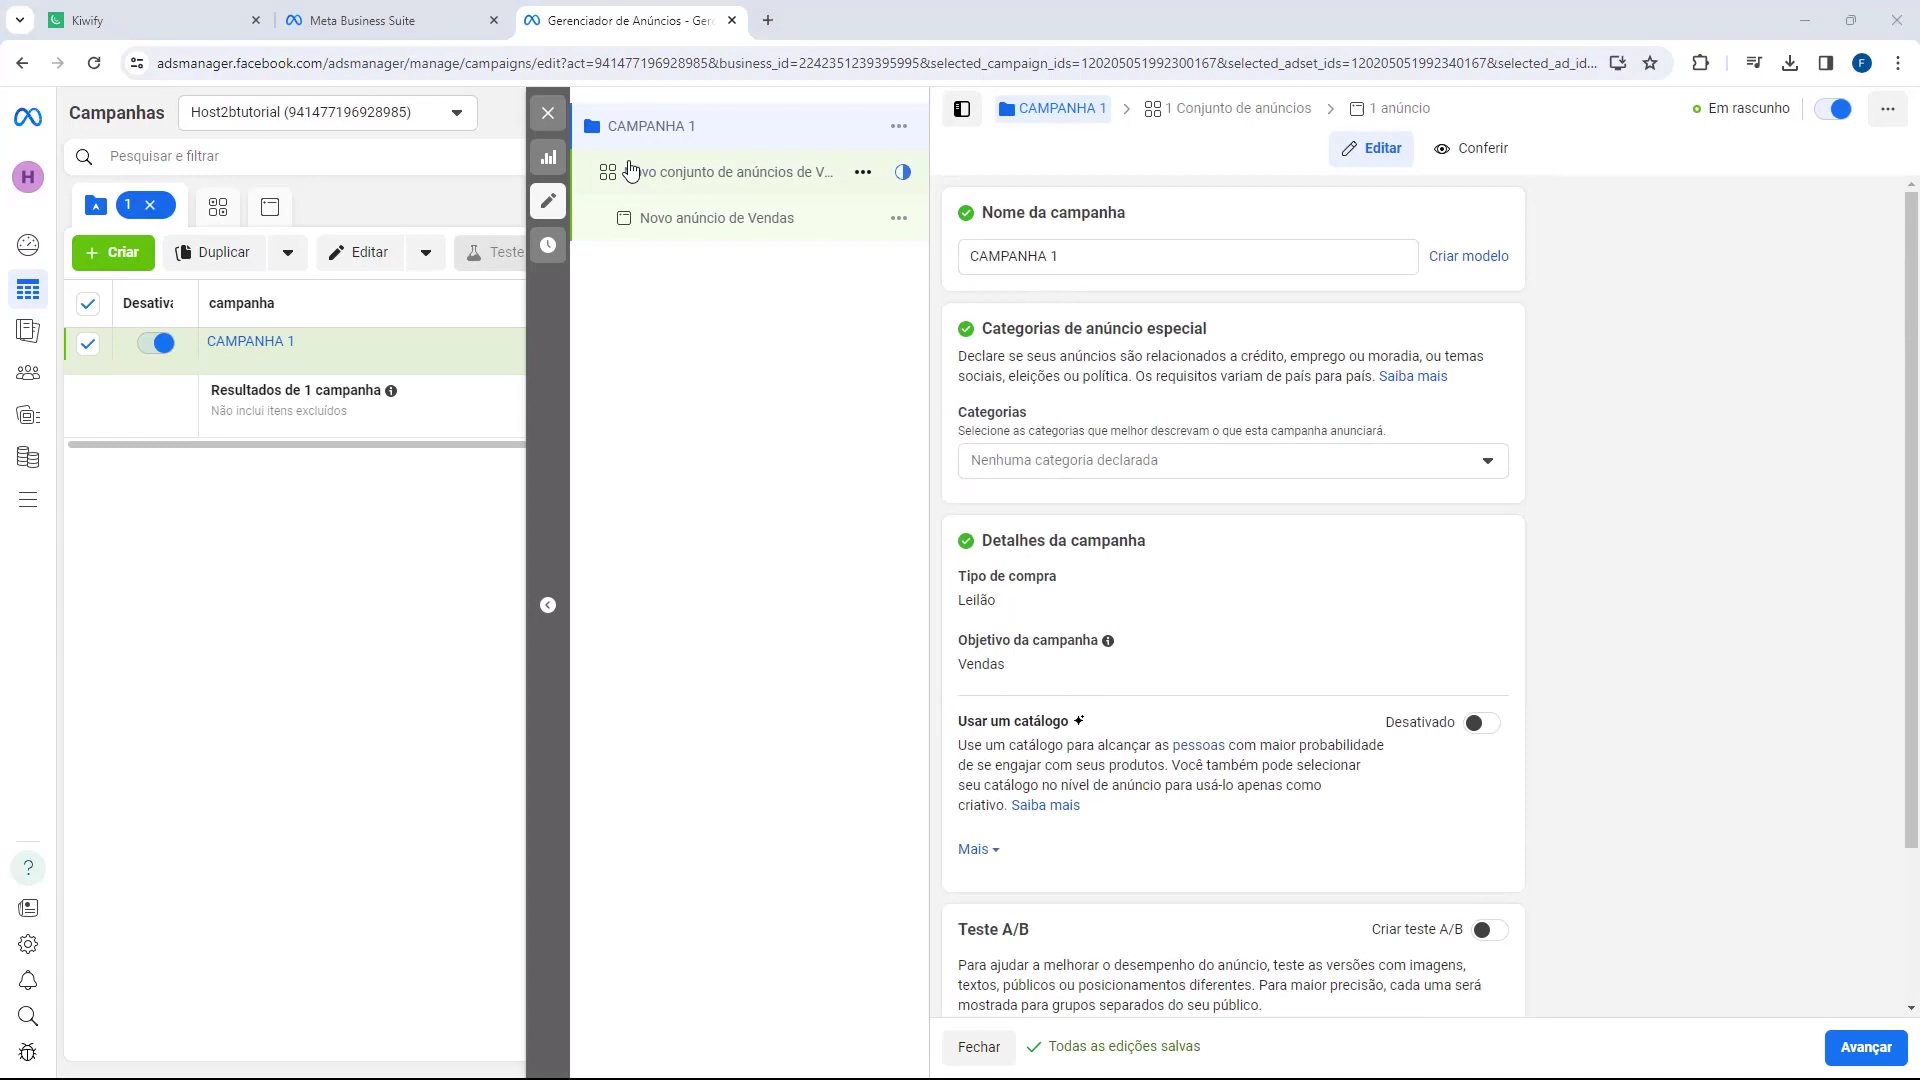 Kiwify
Meta Business Suite
Gerenciador de Anúncios - Ger
adsmanager.facebook.com/adsmanager/manage/campaigns/edit?act=941477196928985&business_id=2242351239395995&selected_campaign_ids=120205051992300167&selected_adset_ids=120205051992340167&selected_ad_id...
F
Campanhas
Host2btutorial (941477196928985)
H
Pesquisar e filtrar
1
+ Criar
Duplicar
Editar
Teste
Desativa
campanha
CAMPANHA 1
Resultados de 1 campanha
Não inclui itens excluídos
CAMPANHA 1
vo conjunto de anúncios de V...
Novo anúncio de Vendas
CAMPANHA 1
1 Conjunto de anúncios
1 anúncio
Em rascunho
Editar
Conferir
Nome da campanha
CAMPANHA 1
Criar modelo
Categorias de anúncio especial
Declare se seus anúncios são relacionados a crédito, emprego ou moradia, ou temas
sociais, eleições ou política. Os requisitos variam de país para país. Saiba mais
Categorias
Selecione as categorias que melhor descrevam o que esta campanha anunciará.
Nenhuma categoria declarada
Detalhes da campanha
Tipo de compra
Leilão
Objetivo da campanha
Vendas
Usar um catálogo
Desativado
Use um catálogo para alcançar as pessoas com maior probabilidade
de se engajar com seus produtos. Você também pode selecionar
seu catálogo no nível de anúncio para usá-lo apenas como
criativo. Saiba mais
Mais
Teste A/B
Criar teste A/B
Para ajudar a melhorar o desempenho do anúncio, teste as versões com imagens,
textos, públicos ou posicionamentos diferentes. Para maior precisão, cada uma será
mostrada para grupos separados do seu público.
Fechar
Todas as edições salvas
Avançar